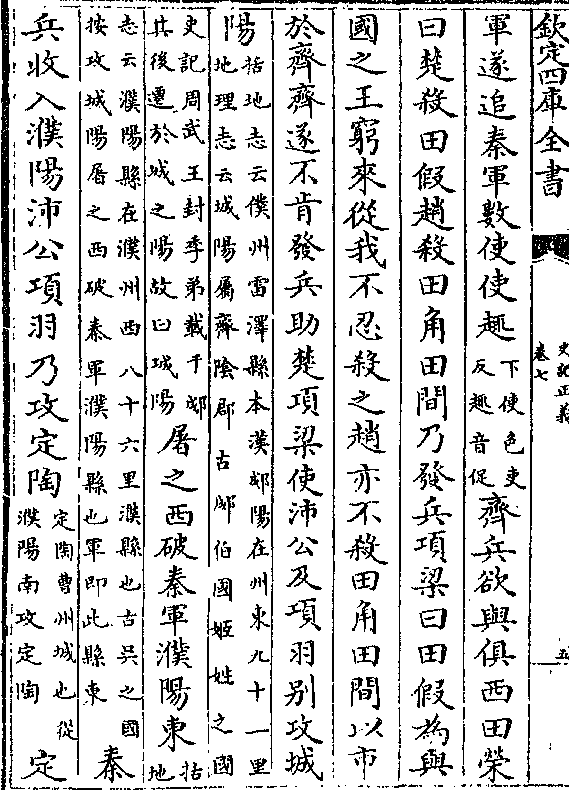 欽定四庫全書
史記正義
卷七
五
軍遂追秦軍數使使趣下使色吏反趣音促齊兵欲與俱西田榮
曰楚殺田假趙殺田角田間乃發兵項梁曰田假為與
國之王窮來從我不忍殺之趙亦不殺田角田間以市
於齊齊遂不肯發兵助楚項梁使沛公及項羽别攻城
陽括地志云僕州雷澤縣本漢郕陽在州東九十一里地理志云城陽屬齊陰郡古郕伯國姬姓之國
史記周武王封季弟載于郕其後遷於城之陽故曰城陽屠之西破秦軍濮陽東括地
志云濮陽縣在濮州西八十六里濮縣也古吳之國按攻城陽屠之西破秦軍濮陽縣也軍即此縣東秦
兵收入濮陽沛公項羽乃攻定陶定陶曹州城也從濮陽南攻定陶定